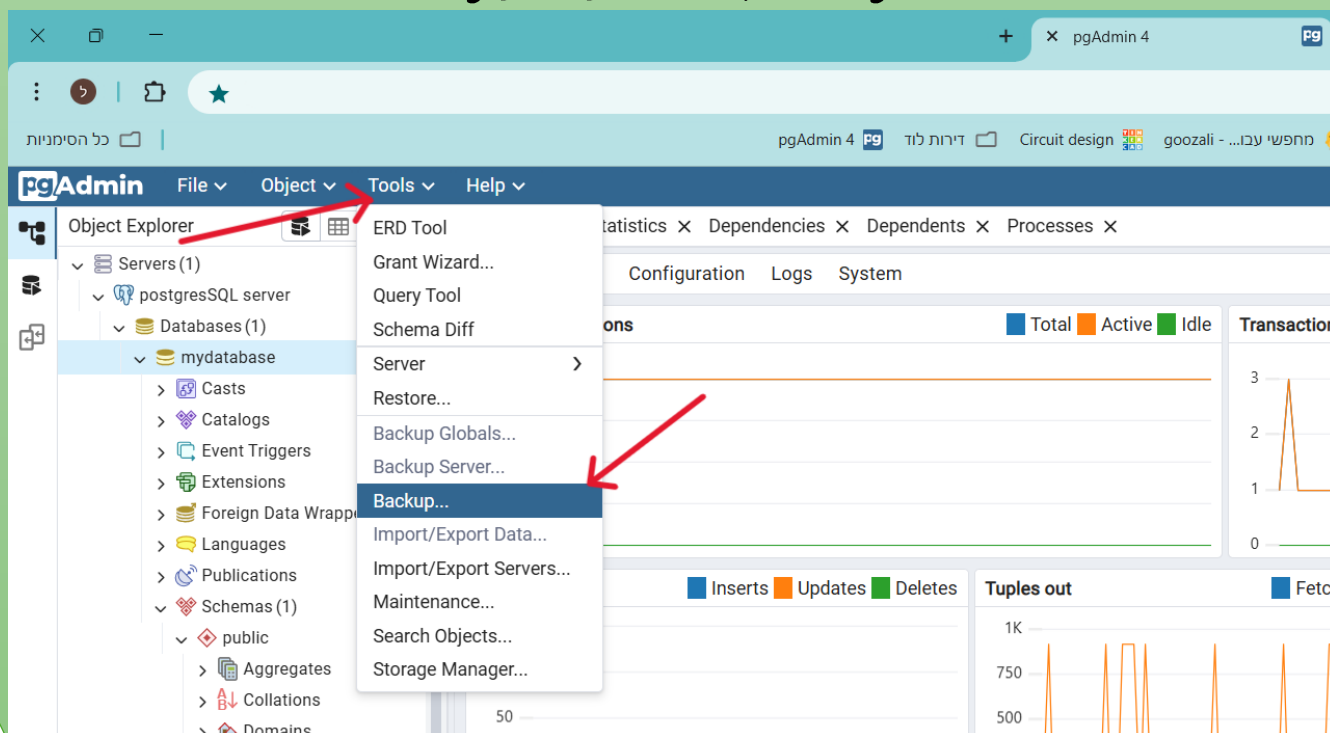 pgAdmin 4
כל הסימניות
pgAdmin 4
דירות לוד
Circuit design
goozali - ...מחפשי עבו
pgAdmin File Object Tools Help
Object Explorer
tatistics Dependencies Dependents Processes
Configuration Logs System
Servers (1)
postgresSQL server
Databases (1)
mydatabase
Casts
Catalogs
Event Triggers
Extensions
Foreign Data Wrappe
Languages
Publications
Schemas (1)
public
Aggregates
Collations
Domains
ERD Tool
Grant Wizard...
Query Tool
Schema Diff
Server
Restore...
Backup Globals...
Backup Server...
Backup...
Import/Export Data...
Import/Export Servers...
Maintenance...
Search Objects...
Storage Manager...
ons
Total Active Idle
Transaction
3
2
1
0
Inserts Updates Deletes
50
Tuples out
Fetc
1K
750
500